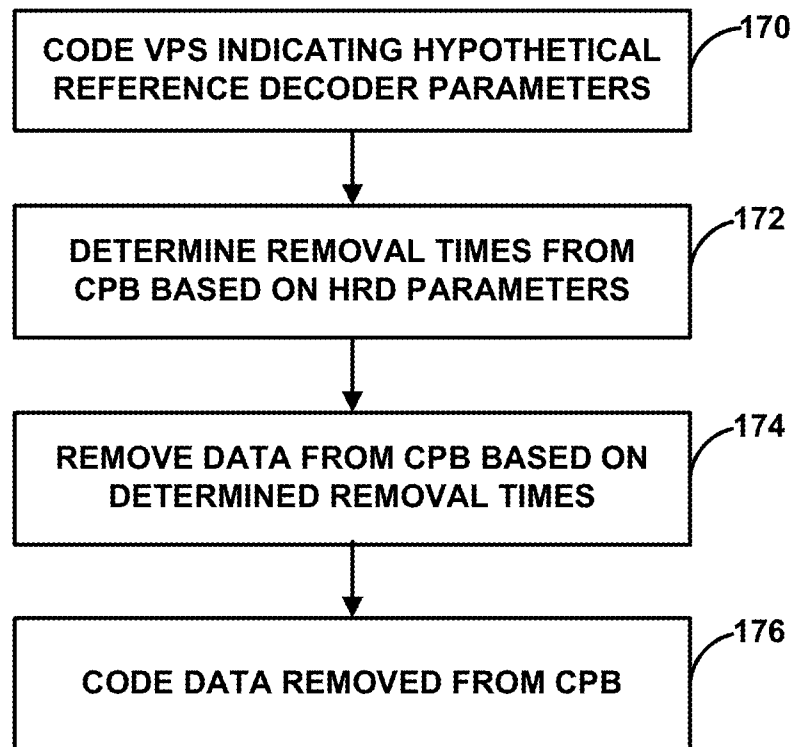 CODE VPS INDICATING HYPOTHETICAL
REFERENCE DECODER PARAMETERS
170
DETERMINE REMOVAL TIMES FROM
CPB BASED ON HRD PARAMETERS
172
REMOVE DATA FROM CPB BASED ON
DETERMINED REMOVAL TIMES
174
CODE DATA REMOVED FROM CPB
176